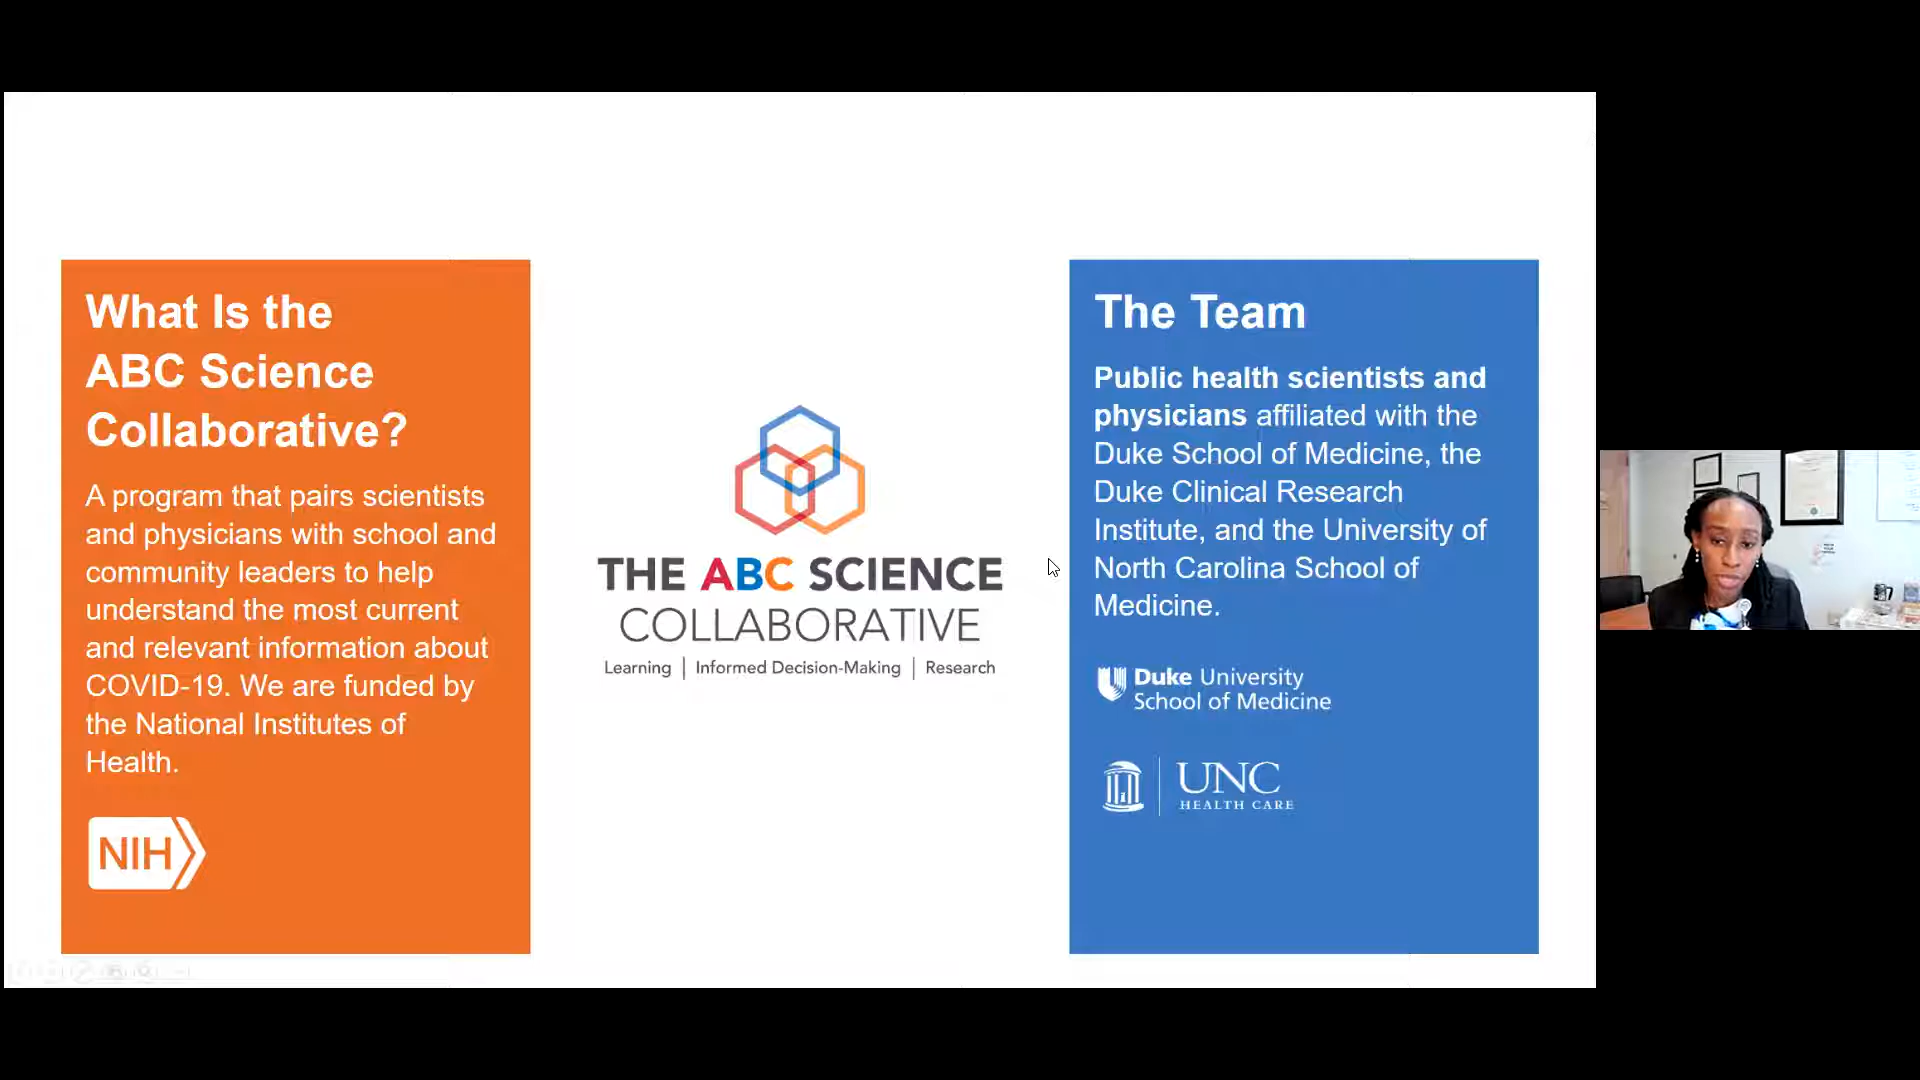 What Is the
ABC Science
Collaborative?
A program that pairs scientists
and physicians with school and
community leaders to help
understand the most current
and relevant information about
COVID-19. We are funded by
the National Institutes of
Health.
NIH
THE ABC SCIENCE
COLLABORATIVE
Learning | Informed Decision-Making | Research
The Team
Public health scientists and
physicians affiliated with the
Duke School of Medicine, the
Duke Clinical Research
Institute, and the University of
North Carolina School of
Medicine.
Duke University
School of Medicine
UNC
HEALTH CARE